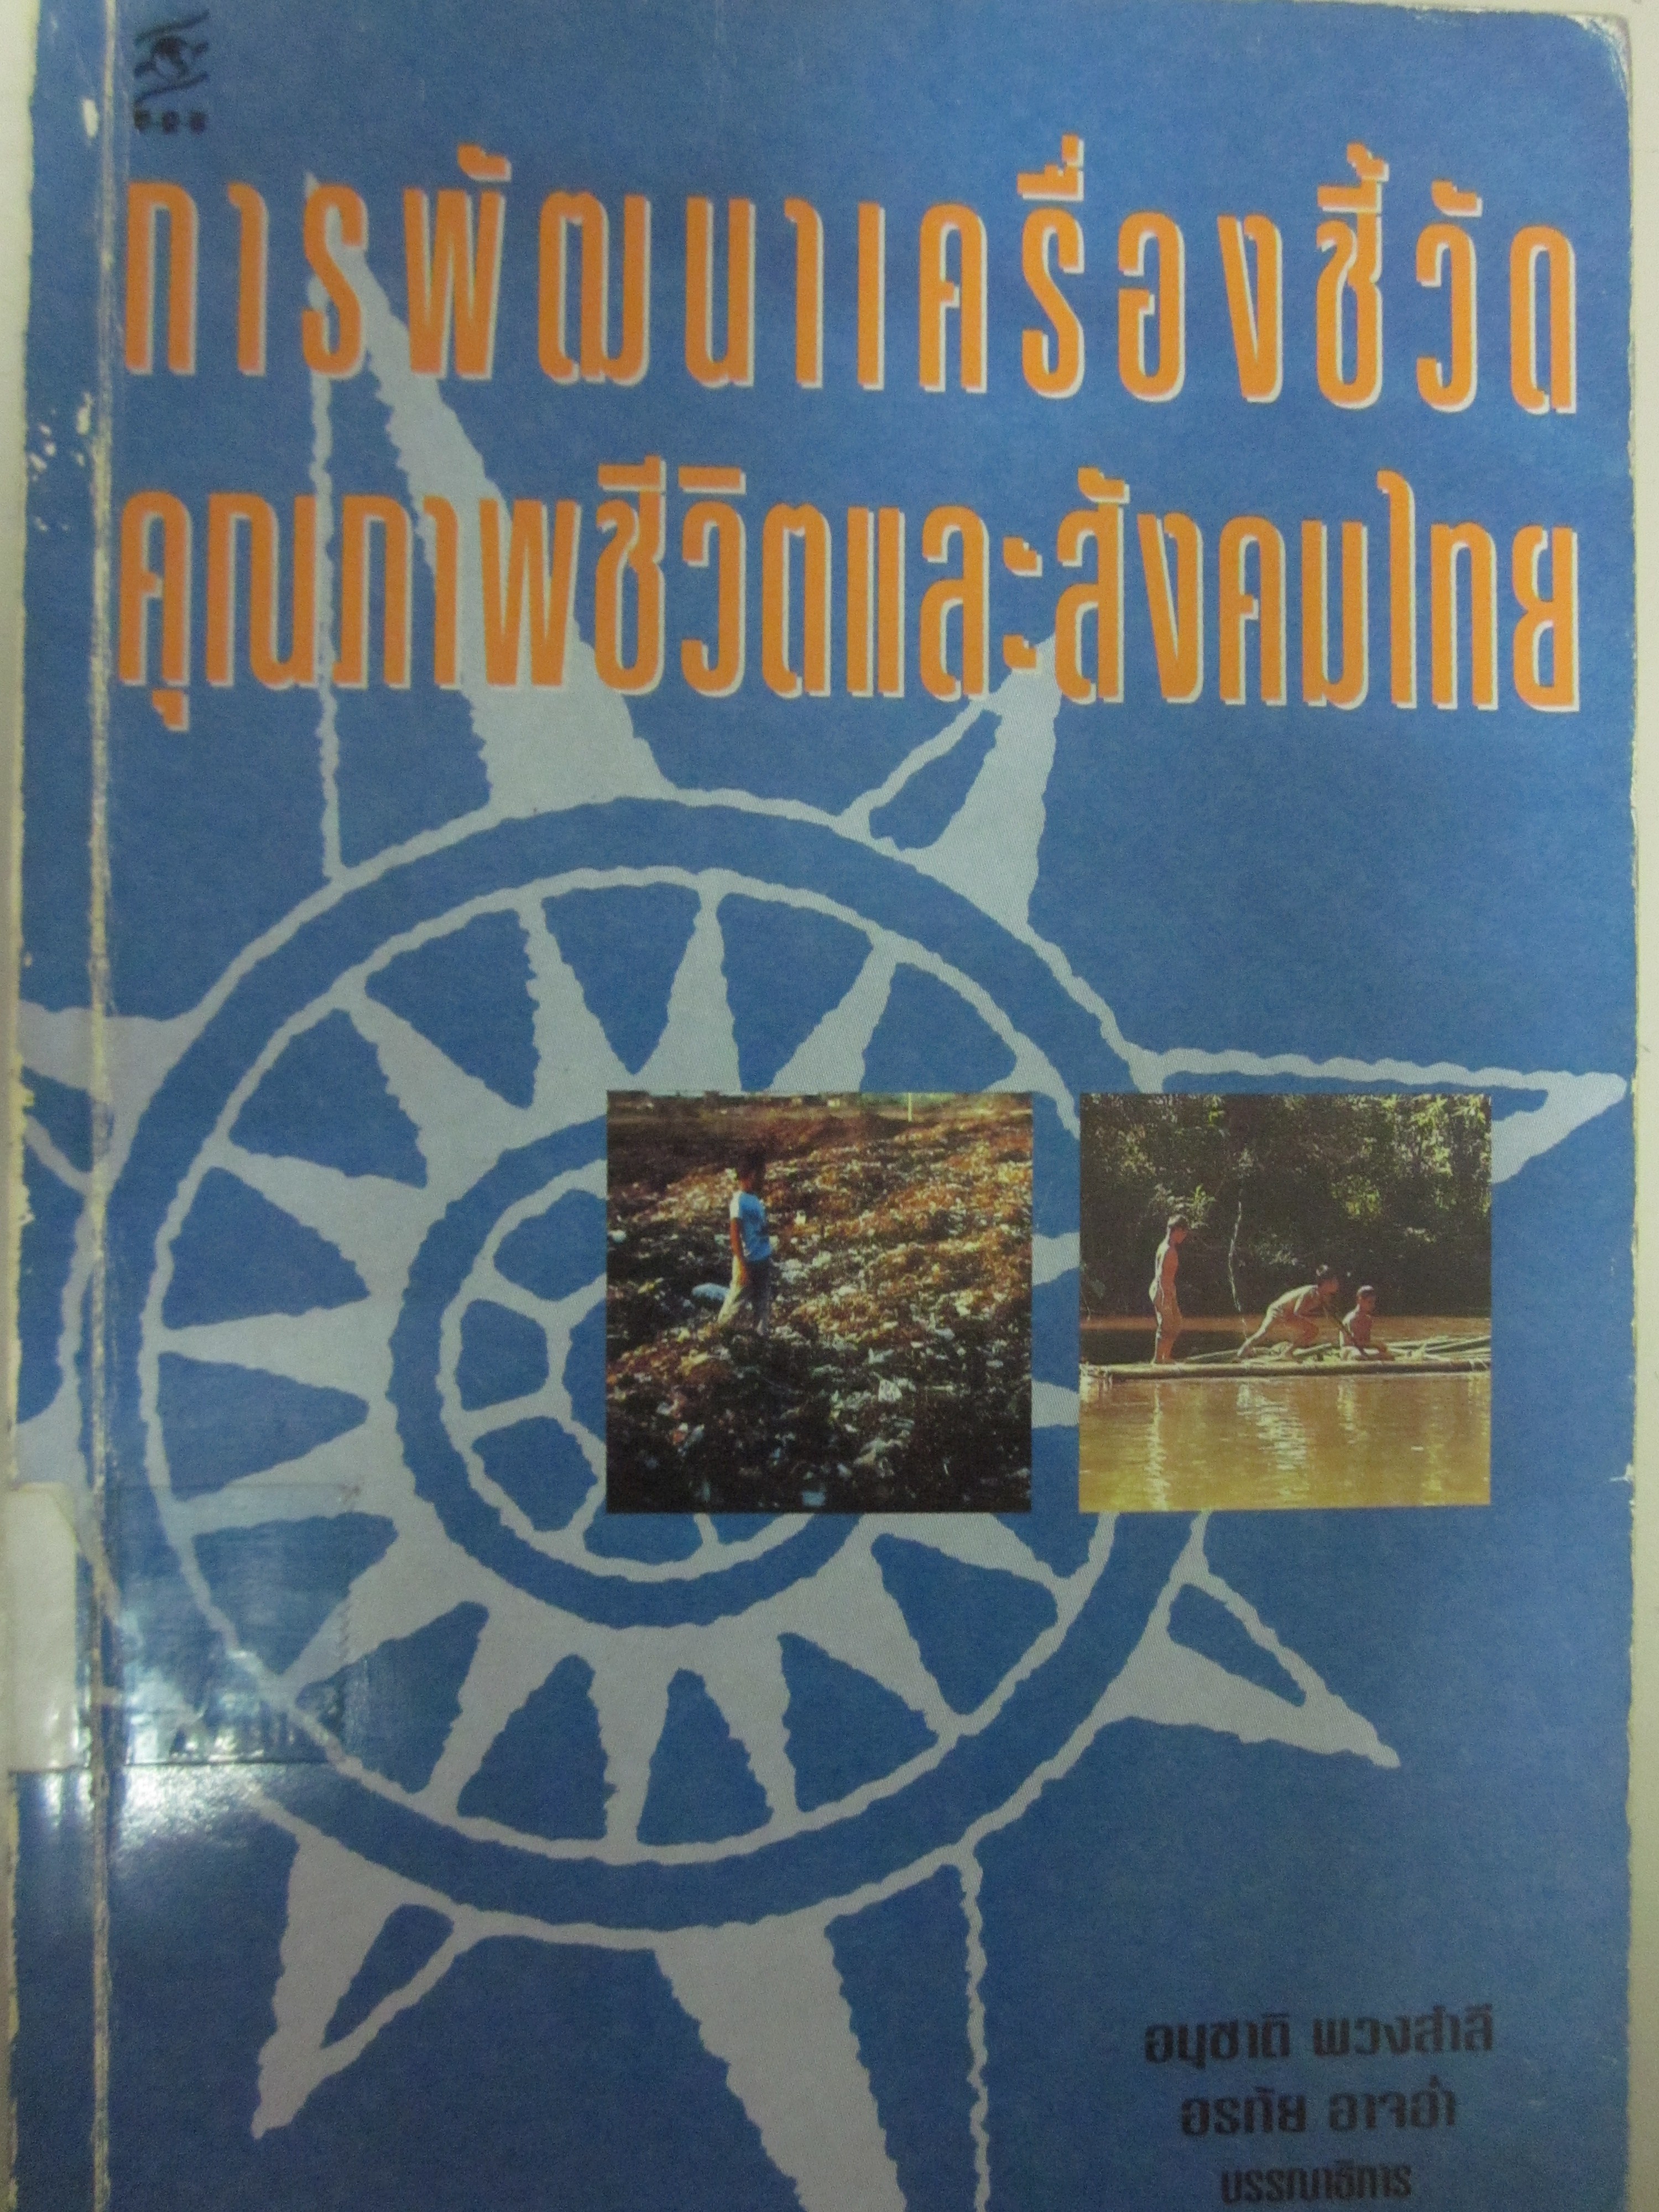 สกว
การพัฒนาเครื่องชี้วัด
คุณภาพชีวิตและสังคมไทย
อนุชาติ พวงสำลี
อรทัย อาจอ่ำ
บรรณาธิการ